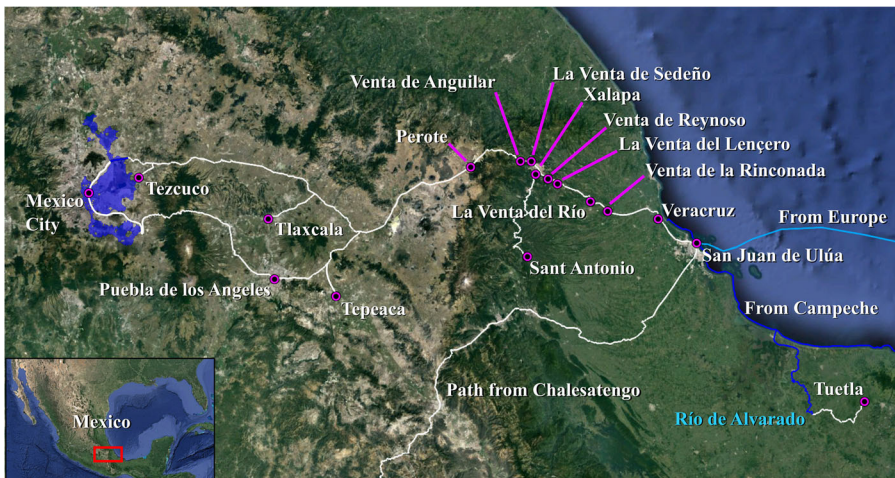 Venta de Anguilar
La Venta de Sedeño
Xalapa
Venta de Reynoso
La Venta del Lençero
Venta de la Rinconada
Perote
Tezcuco
Mexico
City
Tlaxcala
La Venta del Río
Veracruz
From Europe
San Juan de Ulúa
Sant Antonio
Puebla de los Angeles
Tepeaca
From Campeche
Path from Chalesatengo
Tuetla
Río de Alvarado
Mexico